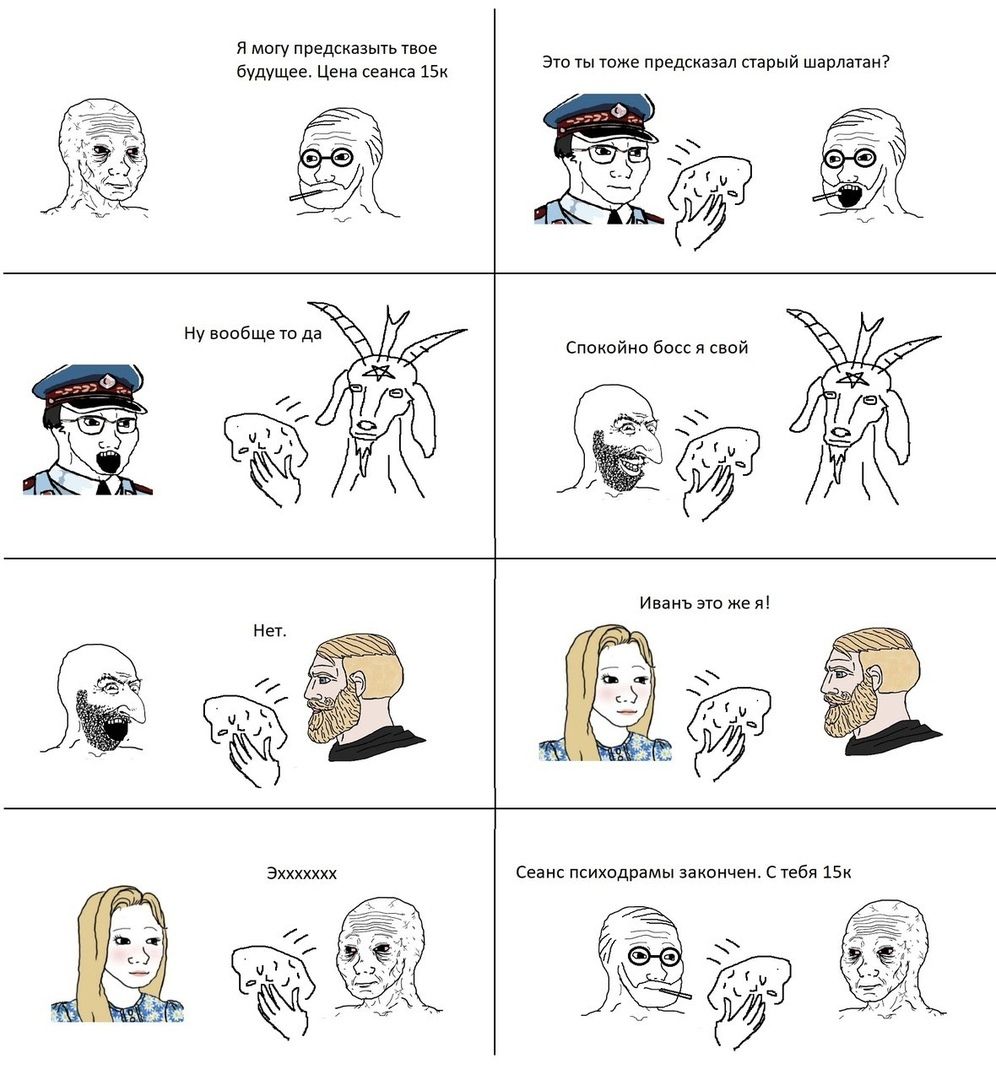 Я могу предсказыть твое
будущее. Цена сеанса 15к
Это ты тоже предсказал старый шарлатан?
Ну вообще то да
Спокойно босс я свой
Нет.
Иванъ это же я!
Эххххххх
Сеанс психодрамы закончен. С тебя 15к